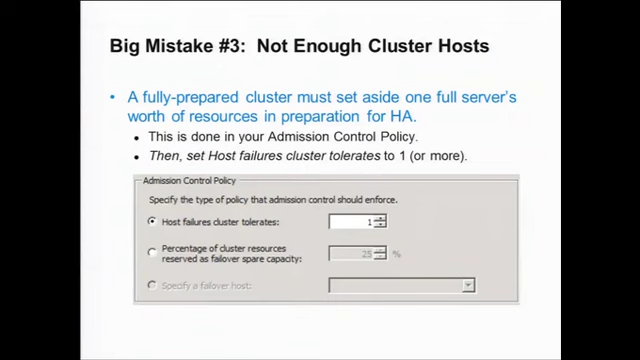 Big Mistake #3: Not Enough Cluster Hosts
• A fully-prepared cluster must set aside one full server's
worth of resources in preparation for HA.
• This is done in your Admission Control Policy.
• Then, set Host failures cluster tolerates to 1 (or more).
Admission Control Policy
Specify the type of policy that admission control should enforce.
Host failures cluster tolerates: 1
Percentage of cluster resources
reserved as failover spare capacity: 25 %
Specify a failover host: